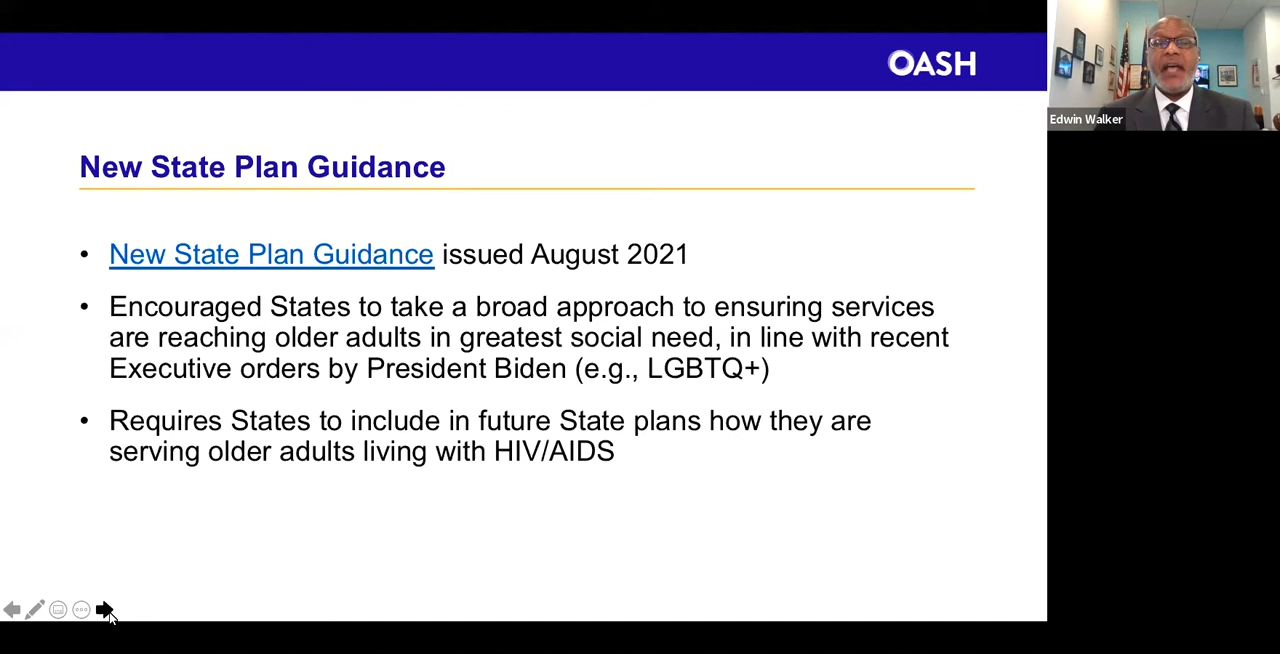 OASH
Edwin Walker
New State Plan Guidance
• New State Plan Guidance issued August 2021
• Encouraged States to take a broad approach to ensuring services
are reaching older adults in greatest social need, in line with recent
Executive orders by President Biden (e.g., LGBTQ+)
• Requires States to include in future State plans how they are
serving older adults living with HIV/AIDS